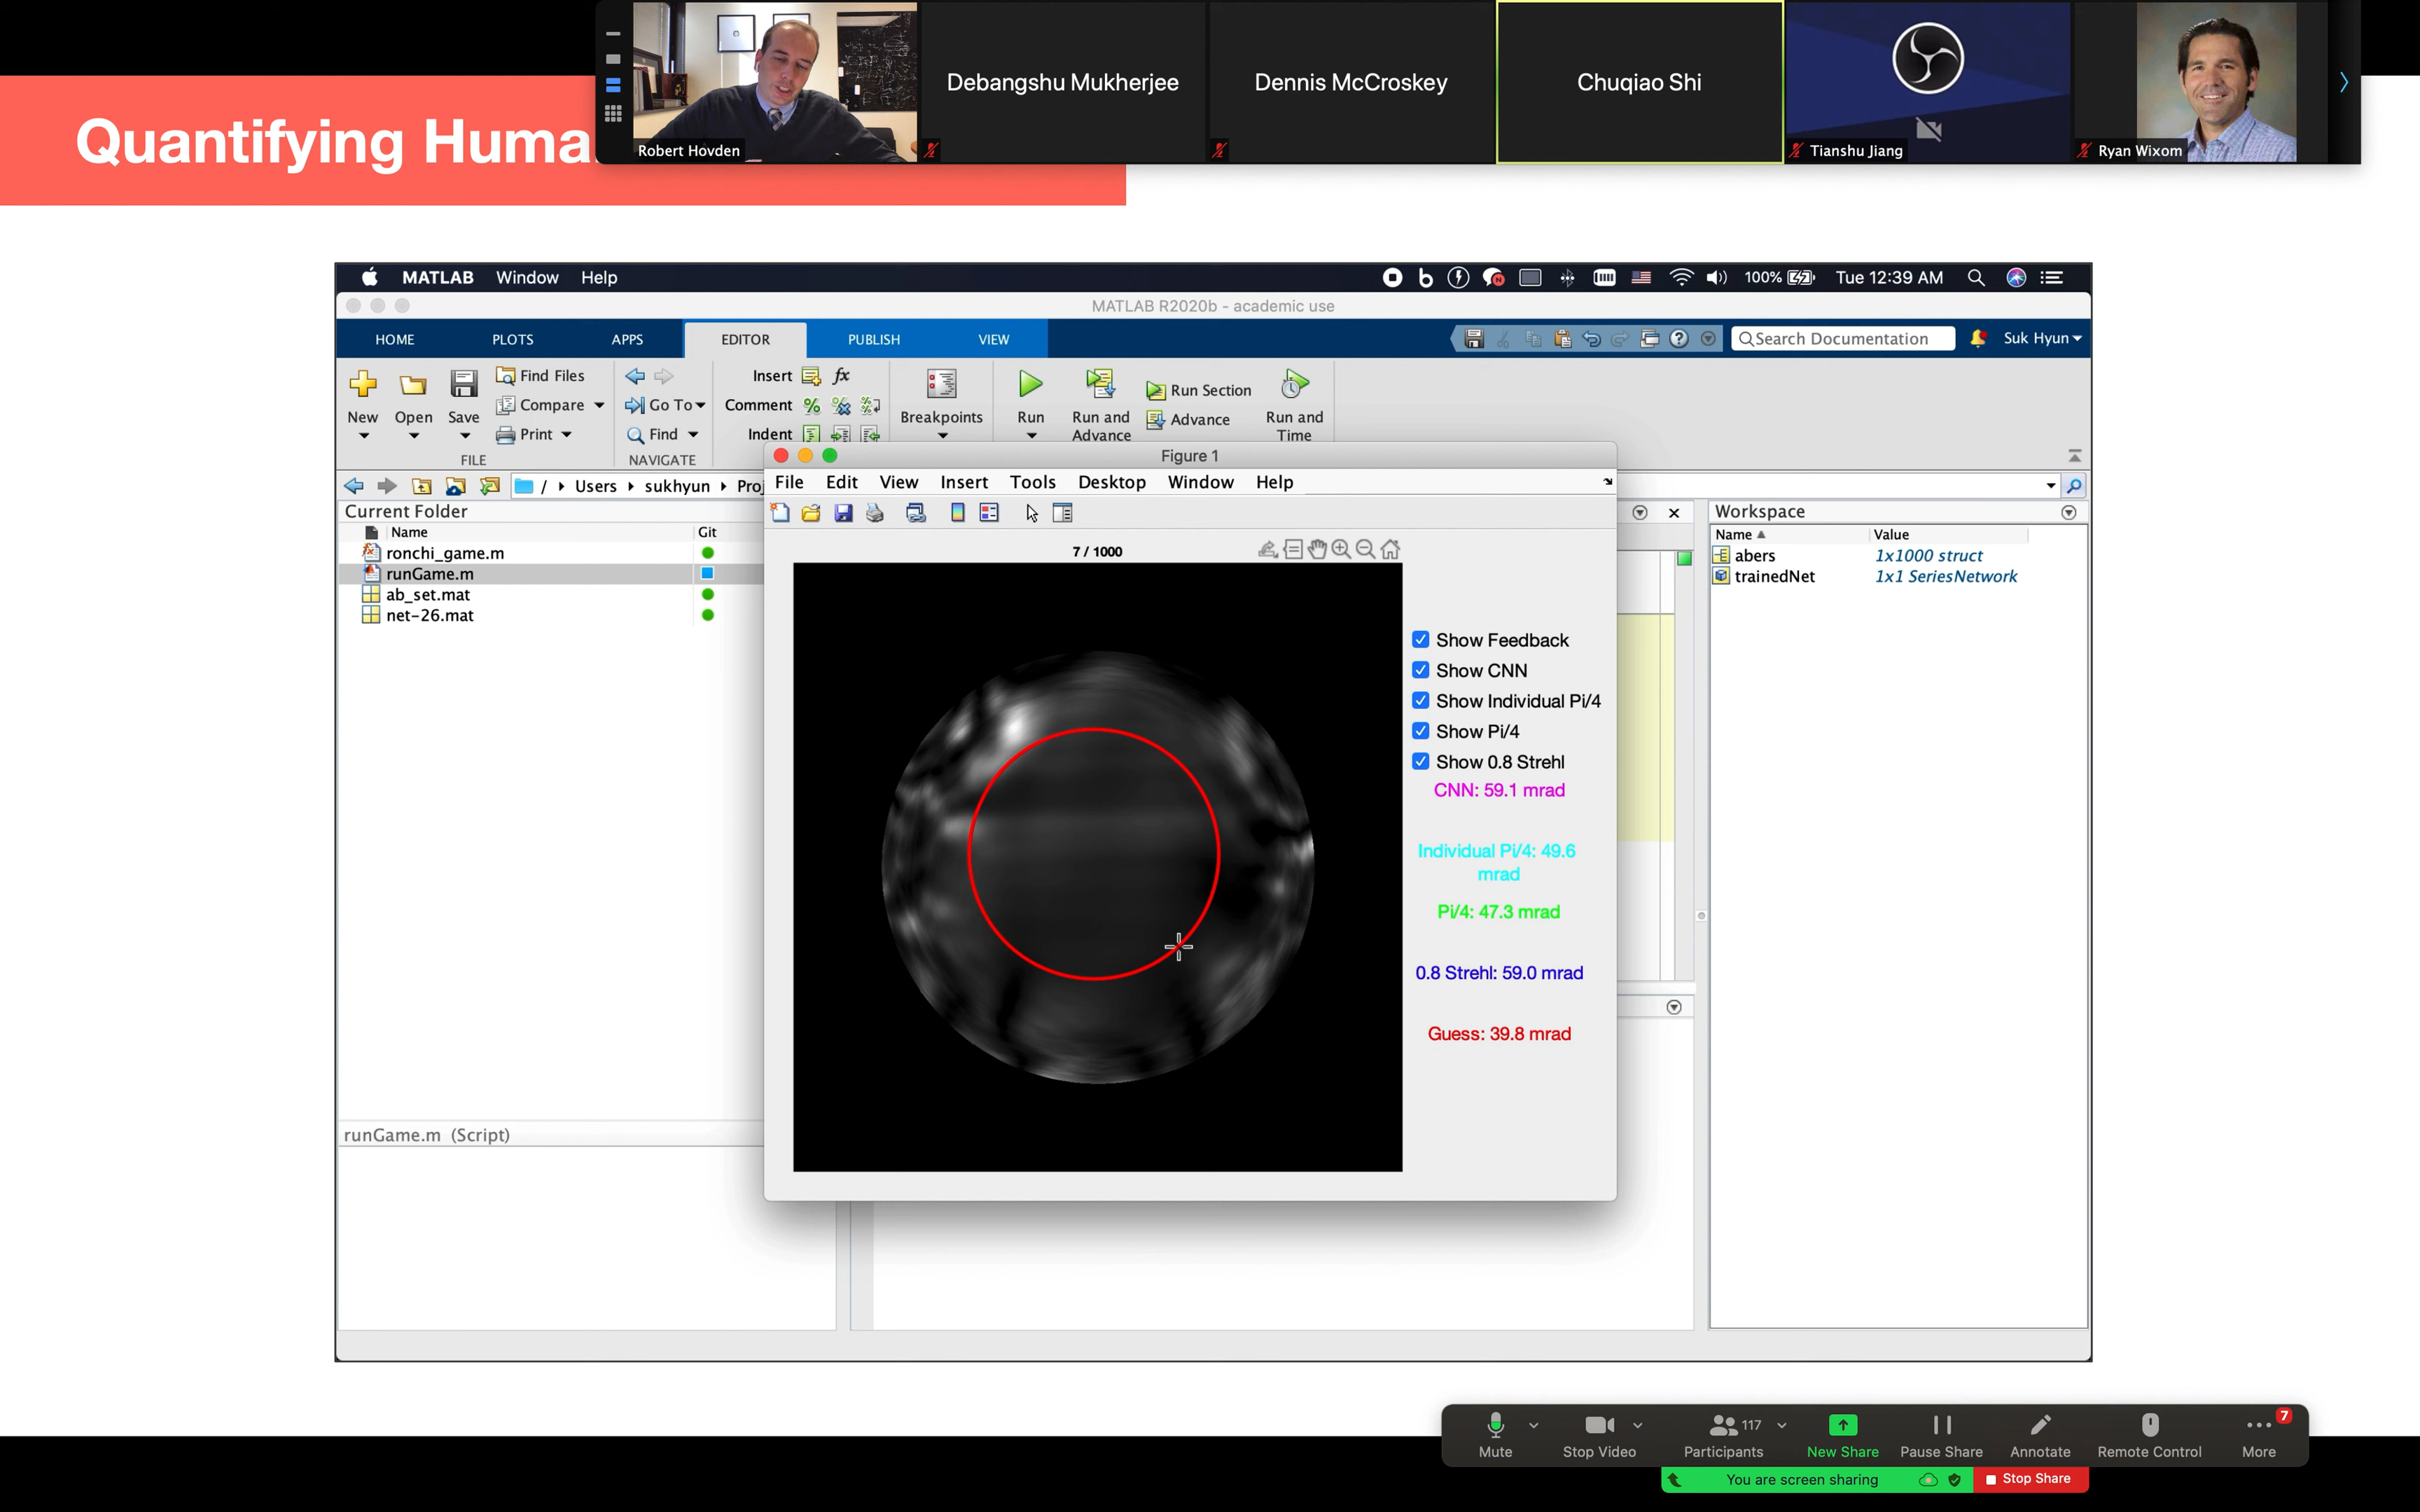 Quantifying Huma
Robert Hovden
Debangshu Mukherjee
Dennis McCroskey
Chuqiao Shi
Tianshu Jiang
Ryan Wixom
MATLAB Window Help
100% Tue 12:39 AM
MATLAB R2020b - academic use
HOME PLOTS APPS EDITOR PUBLISH VIEW
Search Documentation
Suk Hyun
New
Open
Save
Find Files
Compare
Print
FILE
Go To
Find
NAVIGATE
Insert fx
Comment
Indent
Breakpoints
Run
Run and
Advance
Run Section
Advance
Run and
Time
/ Users sukhyun Proj
Current Folder
Name Git
ronchi_game.m
runGame.m
ab_set.mat
net-26.mat
runGame.m (Script)
Figure 1
File Edit View Insert Tools Desktop Window Help
7 / 1000
Show Feedback
Show CNN
Show Individual Pi/4
Show Pi/4
Show 0.8 Strehl
CNN: 59.1 mrad
Individual Pi/4: 49.6
mrad
Pi/4: 47.3 mrad
0.8 Strehl: 59.0 mrad
Guess: 39.8 mrad
Workspace
Name Value
abers 1x1000 struct
trainedNet 1x1 SeriesNetwork
117
7
Mute Stop Video Participants New Share Pause Share Annotate Remote Control More
You are screen sharing
Stop Share